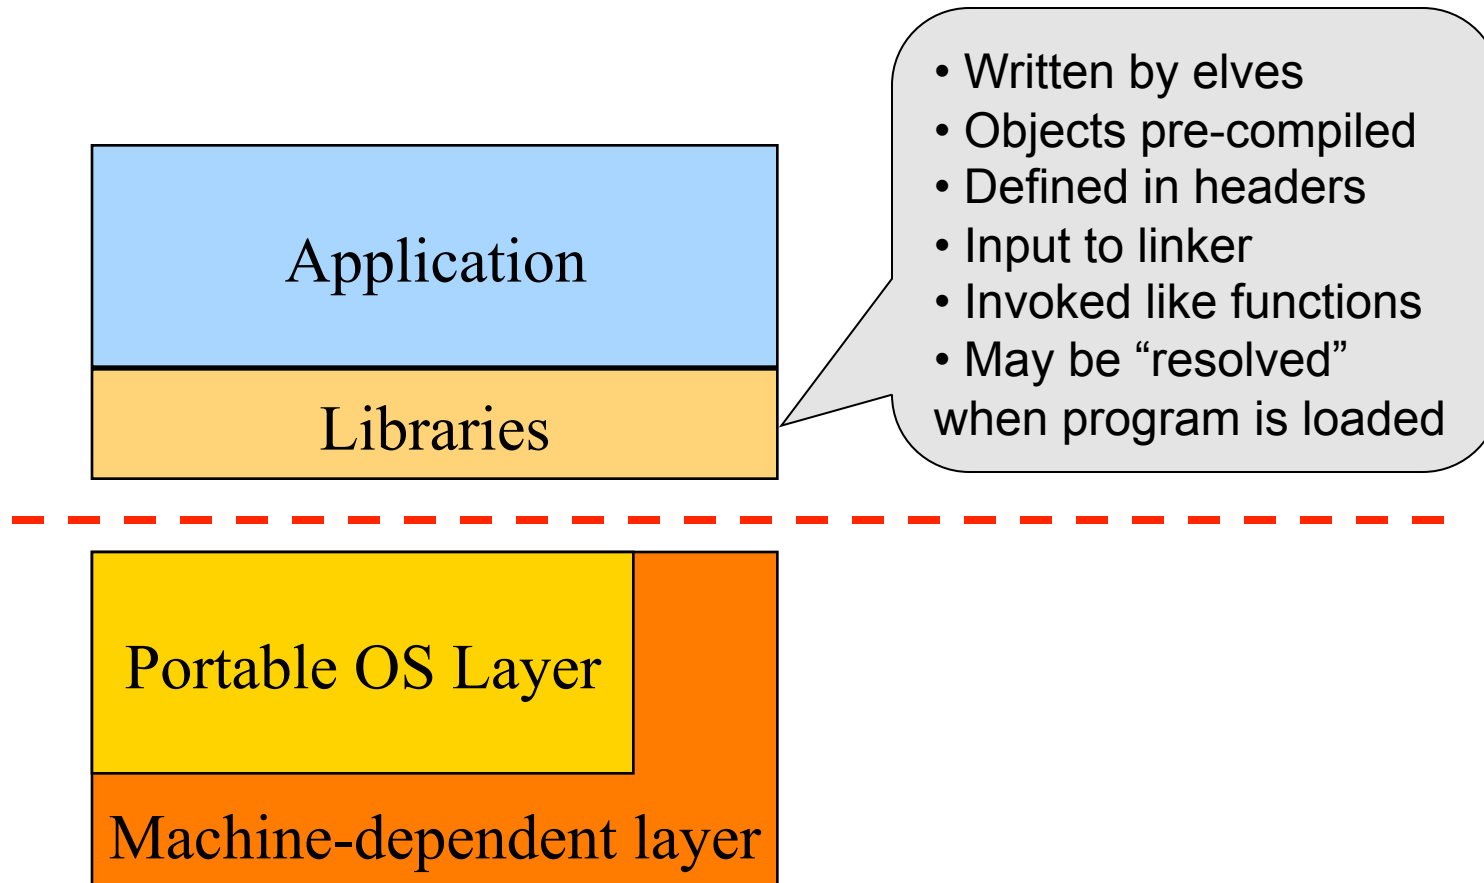 • Written by elves
• Objects pre-compiled
• Defined in headers
• Input to linker
• Invoked like functions
• May be “resolved”
when program is loaded
Application
Libraries
Portable OS Layer
Machine-dependent layer